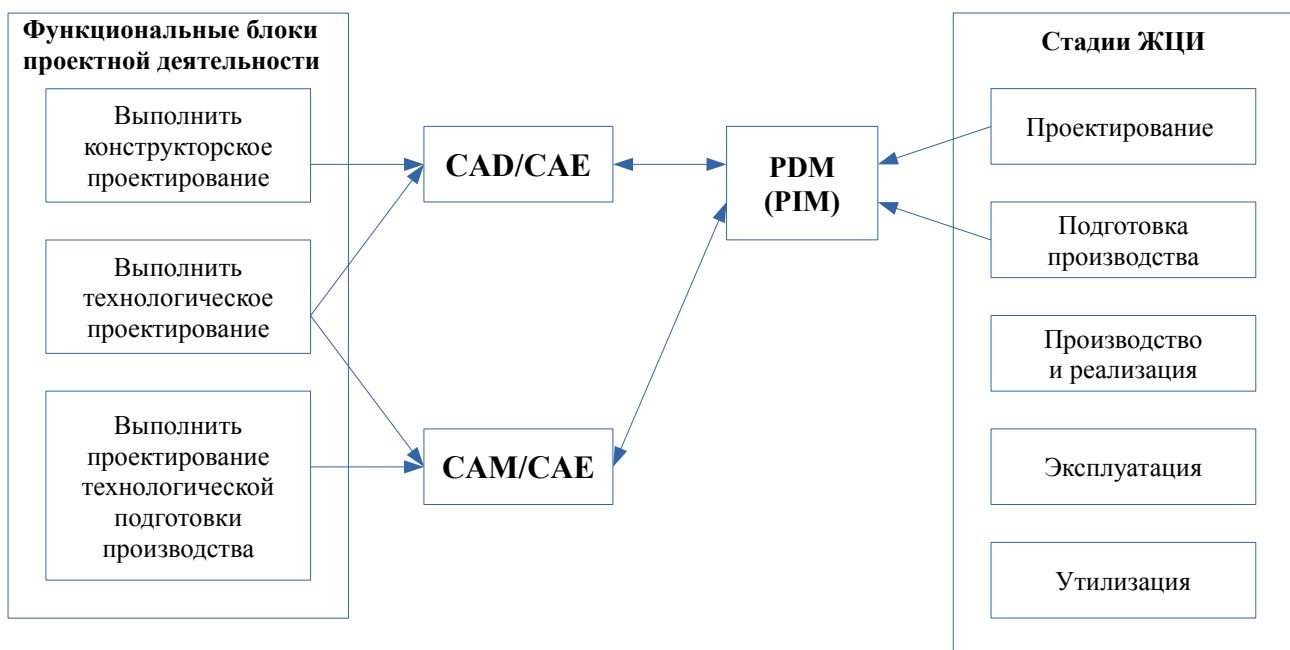 Функциональные блоки
проектной деятельности
Выполнить
конструкторское
проектирование
Выполнить
технологическое
проектирование
Выполнить
проектирование
технологической
подготовки
производства
CAD/CAE
CAM/CAE
PDM
(PIM)
Стадии ЖЦИ
Проектирование
Подготовка
производства
Производство
и реализация
Эксплуатация
Утилизация